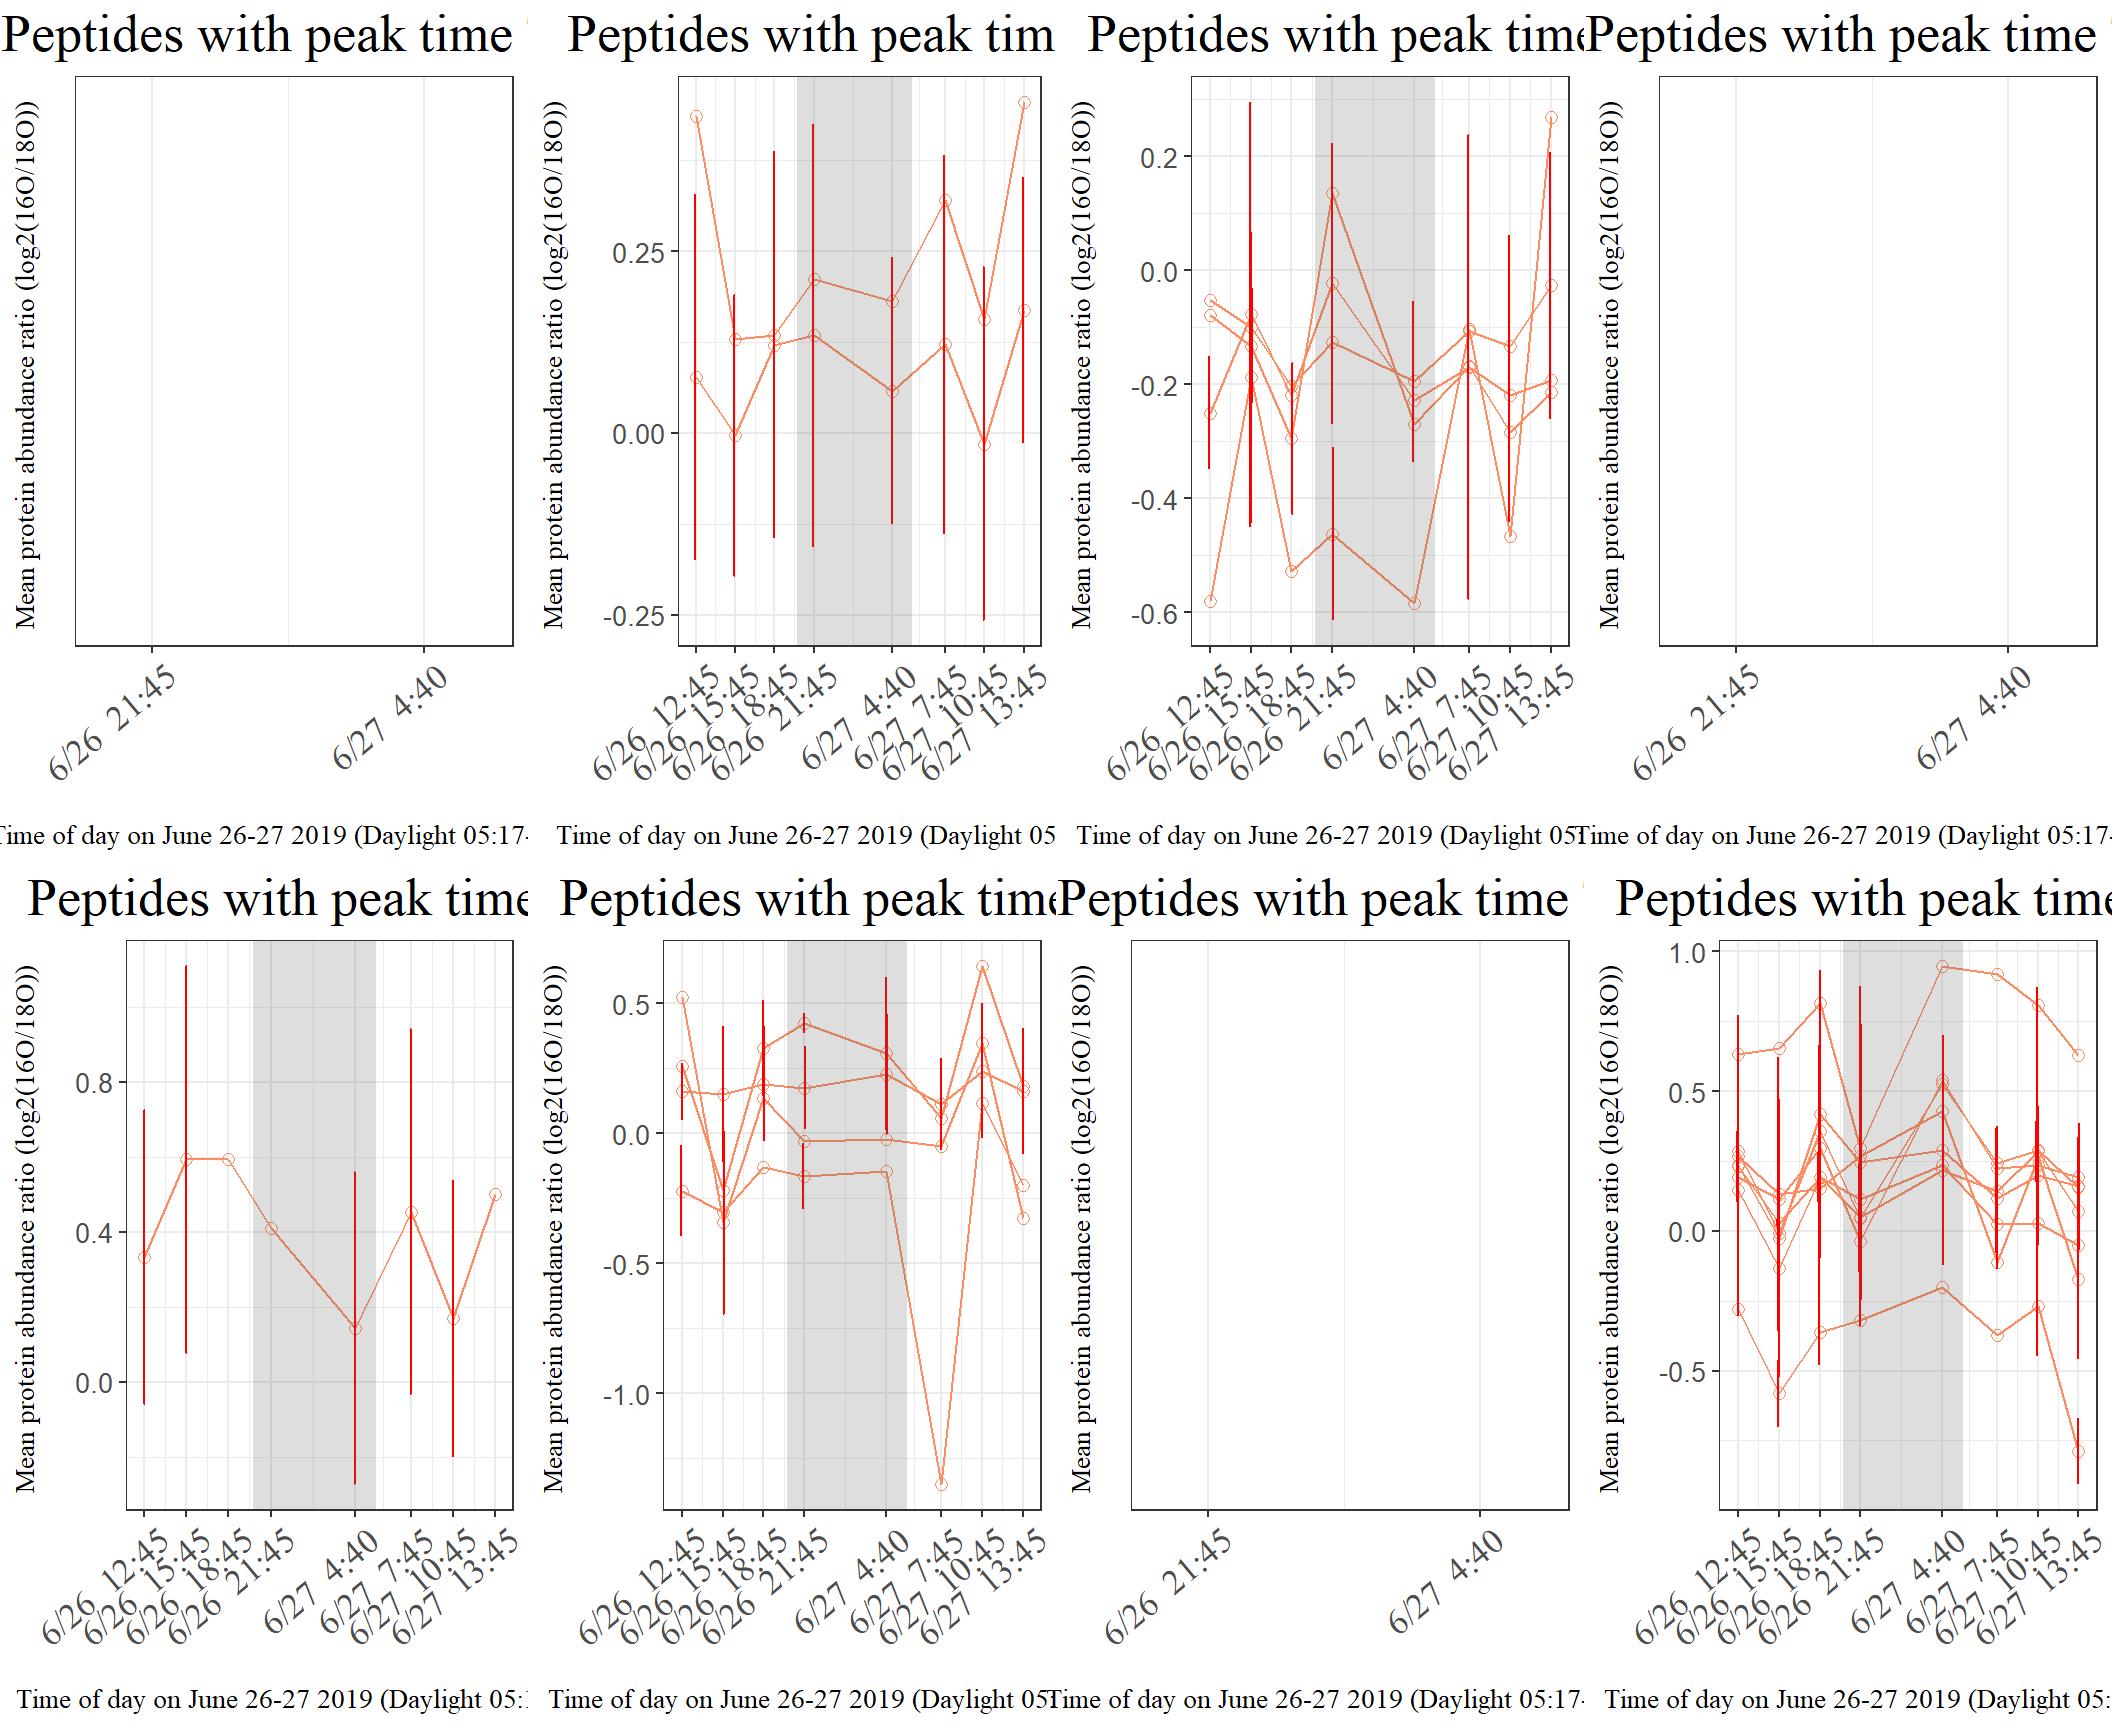 Peptides with peak time
Mean protein abundance ratio (log2(16O/18O))
6/26 21:45
6/27 4:40
Time of day on June 26-27 2019 (Daylight 05:17-
Peptides with peak tim
Mean protein abundance ratio (log2(16O/18O))
0.25
0.00
-0.25
6/26 12:45
6/26 15:45
6/26 18:45
6/26 21:45
6/27 4:40
6/27 7:45
6/27 10:45
6/27 13:45
Time of day on June 26-27 2019 (Daylight 05
Peptides with peak time
Mean protein abundance ratio (log2(16O/18O))
0.2
0.0
-0.2
-0.4
-0.6
6/26 12:45
6/26 15:45
6/26 18:45
6/26 21:45
6/27 4:40
6/27 7:45
6/27 10:45
6/27 13:45
Time of day on June 26-27 2019 (Daylight 05
Peptides with peak time
Mean protein abundance ratio (log2(16O/18O))
6/26 21:45
6/27 4:40
Time of day on June 26-27 2019 (Daylight 05:17-
Peptides with peak time
Mean protein abundance ratio (log2(16O/18O))
0.8
0.4
0.0
6/26 12:45
6/26 15:45
6/26 18:45
6/26 21:45
6/27 4:40
6/27 7:45
6/27 10:45
6/27 13:45
Time of day on June 26-27 2019 (Daylight 05:
Peptides with peak time
Mean protein abundance ratio (log2(16O/18O))
0.5
0.0
-0.5
-1.0
6/26 12:45
6/26 15:45
6/26 18:45
6/26 21:45
6/27 4:40
6/27 7:45
6/27 10:45
6/27 13:45
Time of day on June 26-27 2019 (Daylight 05
Peptides with peak time
Mean protein abundance ratio (log2(16O/18O))
6/26 21:45
6/27 4:40
Time of day on June 26-27 2019 (Daylight 05:17-
Peptides with peak time
Mean protein abundance ratio (log2(16O/18O))
1.0
0.5
0.0
-0.5
6/26 12:45
6/26 15:45
6/26 18:45
6/26 21:45
6/27 4:40
6/27 7:45
6/27 10:45
6/27 13:45
Time of day on June 26-27 2019 (Daylight 05: